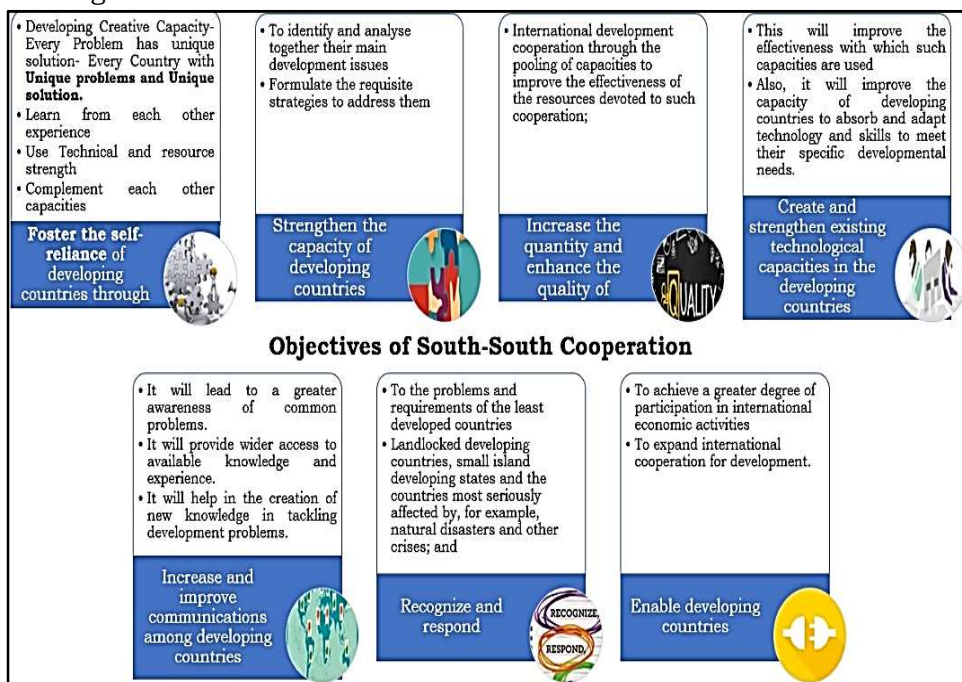 • Developing Creative Capacity-
Every Problem has unique
solution- Every Country with
Unique problems and Unique
solution.
• Learn from each other
experience
• Use Technical and resource
strength
• Complement each other
capacities
Foster the self-
reliance of
developing
countries through
• To identify and analyse
together their main
development issues
• Formulate the requisite
strategies to address them
Strengthen the
capacity of
developing
countries
• International development
cooperation through the
pooling of capacities to
improve the effectiveness of
the resources devoted to such
cooperation;
Increase the
quantity and
enhance the
quality of
QUALITY
• This will improve the
effectiveness with which such
capacities are used
• Also, it will improve the
capacity of developing
countries to absorb and adapt
technology and skills to meet
their specific developmental
needs.
Create and
strengthen existing
technological
capacities in the
developing
countries
Objectives of South-South Cooperation
• It will lead to a greater
awareness of common
problems.
• It will provide wider access to
available knowledge and
experience.
• It will help in the creation of
new knowledge in tackling
development problems.
Increase and
improve
communications
among developing
countries
• To the problems and
requirements of the least
developed countries
• Landlocked developing
countries, small island
developing states and the
countries most seriously
affected by, for example,
natural disasters and other
crises; and
Recognize and
respond
RECOGNIZE,
RESPOND,
• To achieve a greater degree of
participation in international
economic activities
• To expand international
cooperation for development.
Enable developing
countries